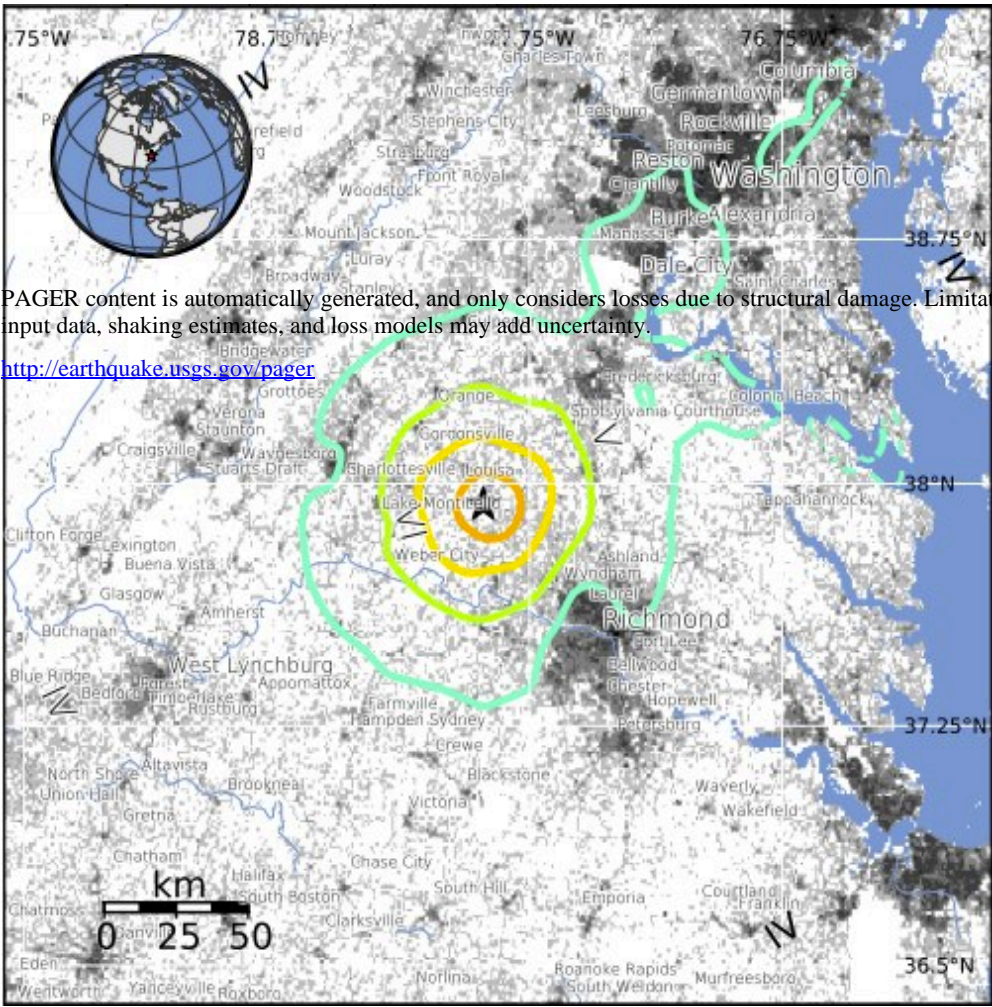 .75°W
78.75°W
.75°W
76.75°W
Charles Town
Columbia
IV
Germantown
Winchester
Leesburg
Stephens City
Rockville
Potomac
Strasburg
Reston
Front Royal
Washington
Chantilly
Woodstock
Burke
Alexandria
Mount Jackson
Manassas
38.75°N
Luray
Dale City
IV
Broadway
Saint Charles
Stanley
PAGER content is automatically generated, and only considers losses due to structural damage. Limitat
input data, shaking estimates, and loss models may add uncertainty.
Bridgewater
http://earthquake.usgs.gov/pager
Fredericksburg
Grottoes
Orange
Colonial Beach
Verona
Spotsylvania Courthouse
Staunton
Gordonsville
V
Craigsville
Waynesboro
Stuarts Draft
Charlottesville
Louisa
38°N
Lake Monticello
Tappahannock
VI
Clifton Forge
Lexington
Weber City
Ashland
Buena Vista
Wyndham
Glasgow
Laurel
Amherst
Richmond
Buchanan
Fort Lee
West Lynchburg
Bellwood
Blue Ridge
Forest
Appomattox
Chester
IV
Bedford
Timberlake
Rustburg
Farmville
Hopewell
Hampden Sydney
Petersburg
37.25°N
Crewe
Altavista
North Shore
Blackstone
Union Hall
Brookneal
Waverly
Victoria
Wakefield
Gretna
Chatham
Chase City
Halifax
km
South Hill
Courtland
South Boston
Emporia
Franklin
Chatmoss
Clarksville
IV
0 25 50
Danville
Eden
36.5°N
Norlina
Roanoke Rapids
Murfreesboro
Wentworth
Yanceyville
Roxboro
South Weldon